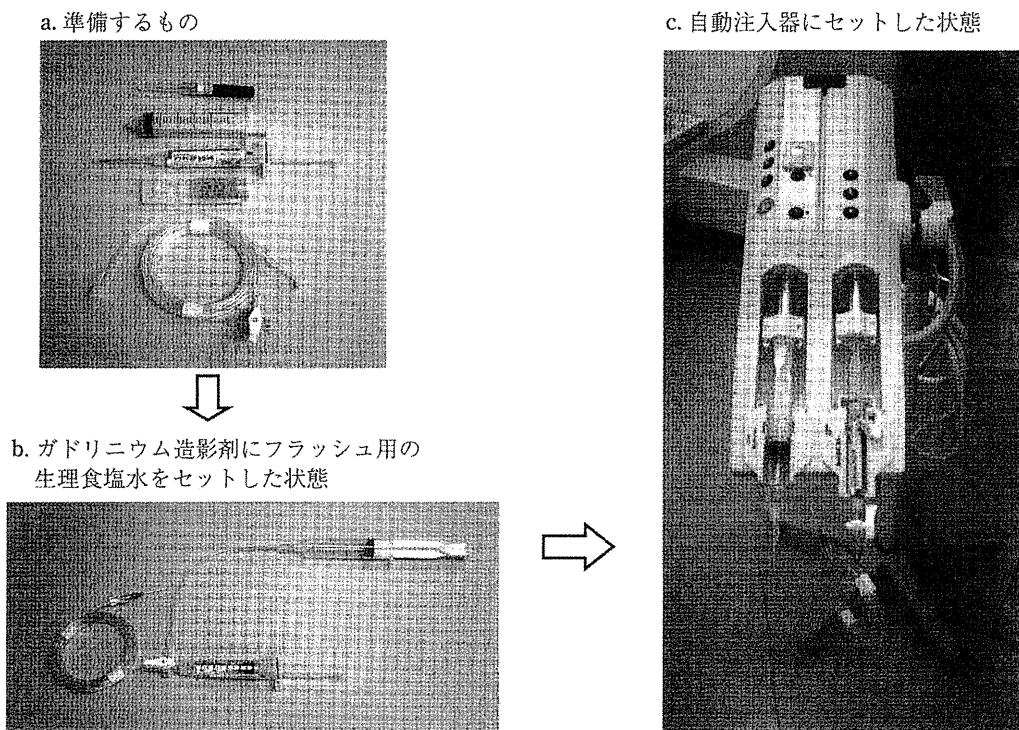 a. 準備するもの
b. ガドリニウム造影剤にフラッシュ用の
生理食塩水をセットした状態
c. 自動注入器にセットした状態